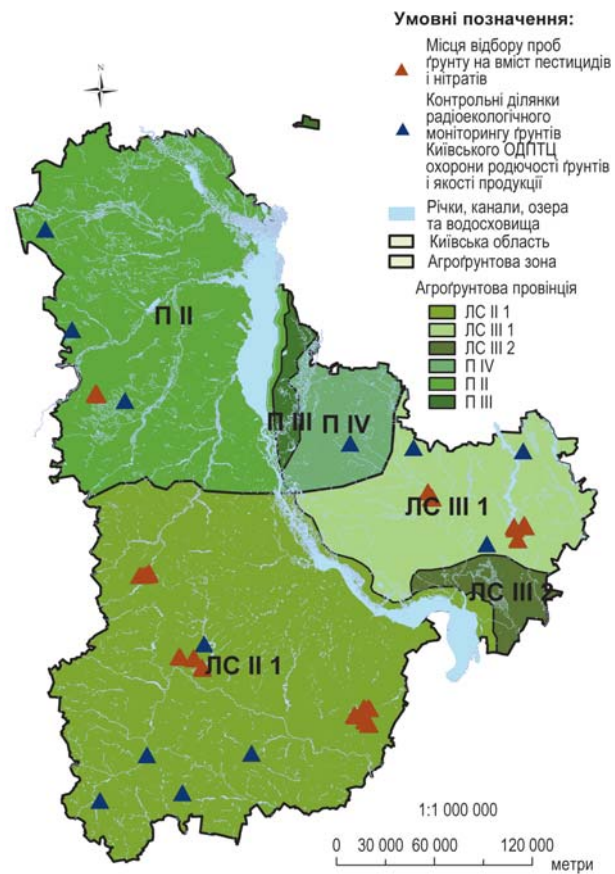 Умовні позначення:
Місця відбору проб
ґрунту на вміст пестицидів
і нітратів
Контрольні ділянки
радіоекологічного
моніторингу ґрунтів
Київського ОДПТЦ
охорони родючості ґрунтів
і якості продукції
Річки, канали, озера
та водосховища
Київська область
Агроґрунтова зона
Агроґрунтова провінція
ЛС II 1
ЛС III 1
ЛС III 2
П IV
П II
П III
П II
П III
П IV
ЛС III 1
ЛС III 2
ЛС II 1
1:1 000 000
0 30 000 60 000 120 000
метри